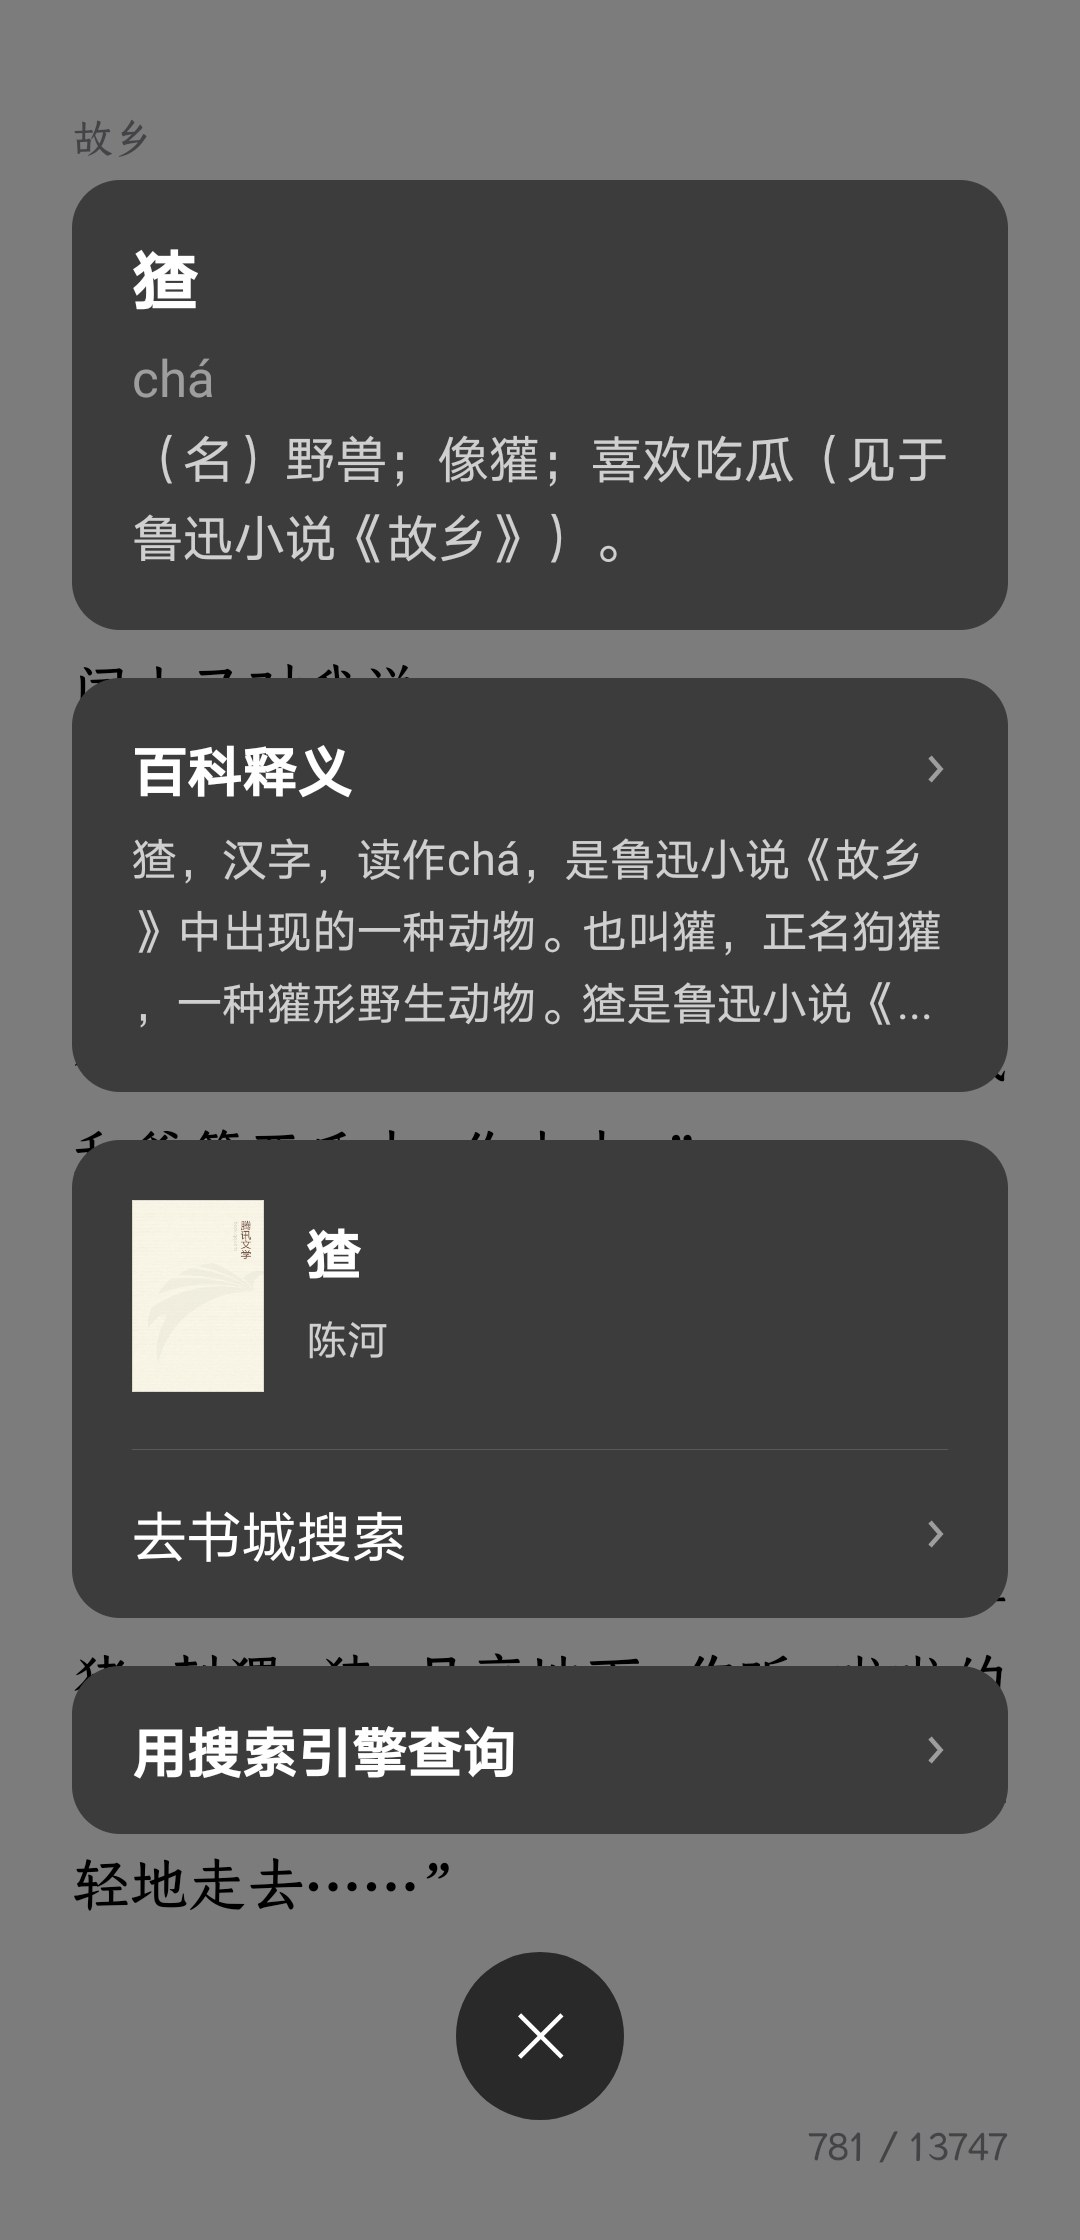 故乡
猹
chá
（名）野兽；像獾；喜欢吃瓜（见于
鲁迅小说《故乡》）。
百科释义
猹，汉字，读作chá，是鲁迅小说《故乡
》中出现的一种动物。也叫獾，正名狗獾
，一种獾形野生动物。猹是鲁迅小说《...
腾讯文学
猹
陈河
去书城搜索
用搜索引擎查询
轻地走去……”
781 / 13747